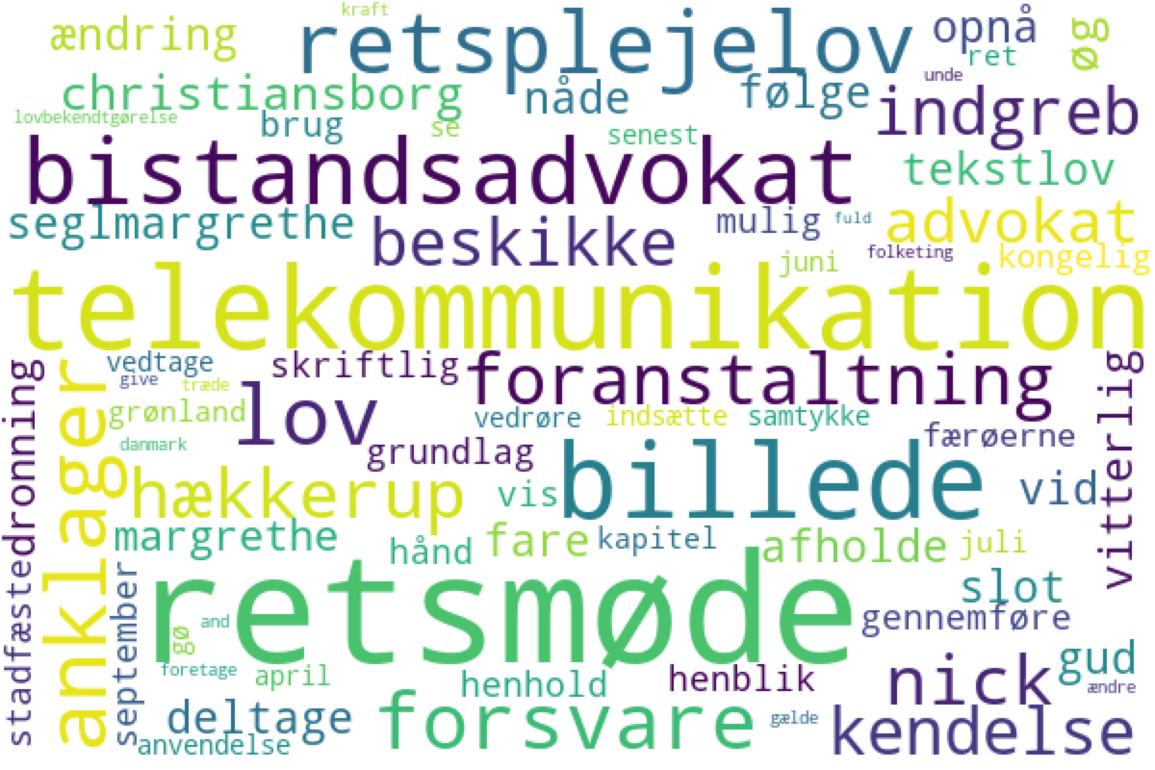 kraft
ændring
retsplejelov
opnå
øg
ret
unde
christiansborg
nåde
følge
indgreb
lovbekendtgørelse
brug
se
senest
bistandsadvokat
tekstlov
seglmargrethe
beskikke
mulig
fuld
advokat
juni
folketing
kongelig
telekommunikation
stadfæstedronning
anklager
vedtage
give
træde
skriftlig
foranstaltning
vitterlig
grønland
lov
vedrøre
indsætte
samtykke
danmark
grundlag
færøerne
hækkerup
vis
billede
vid
margrethe
hånd
fare
kapitel
afholde
juli
september
retsmøde
slot
gø
and
gennemføre
foretage
april
henhold
henblik
nick
gud
ændre
deltage
forsvare
gælde
kendelse
anvendelse